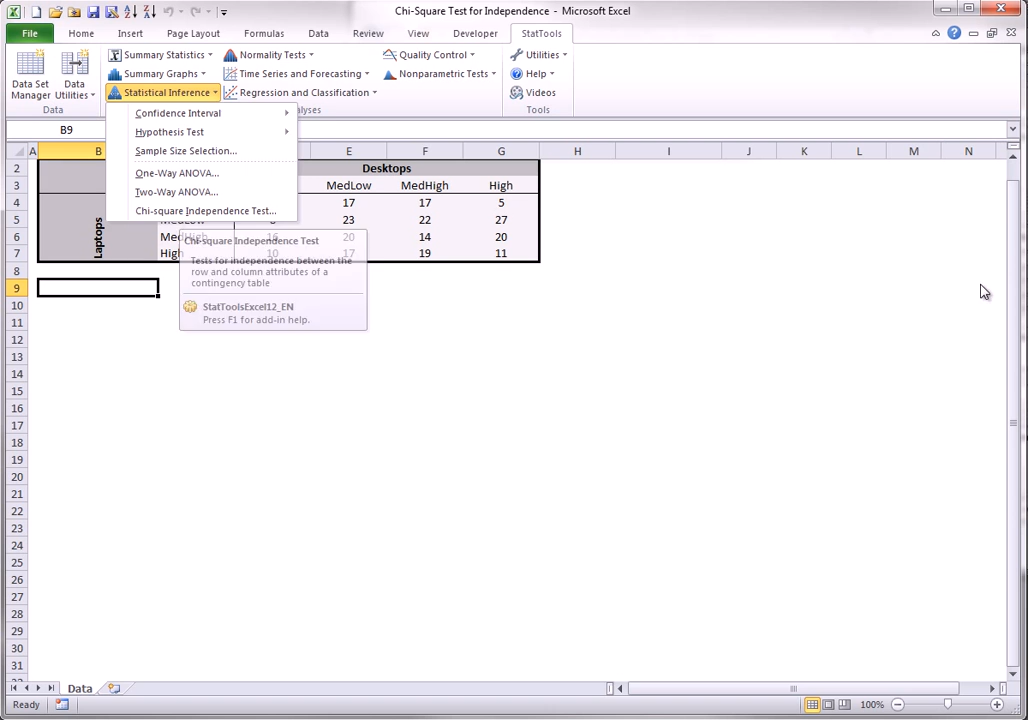 Chi-Square Test for Independence - Microsoft Excel
File Home Insert Page Layout Formulas Data Review View Developer StatTools
Data Set Manager
Data Utilities
Summary Statistics
Summary Graphs
Statistical Inference
Normality Tests
Time Series and Forecasting
Regression and Classification
Quality Control
Nonparametric Tests
Utilities
Help
Videos
Data
lyses
Tools
B9
Confidence Interval
Hypothesis Test
Sample Size Selection...
One-Way ANOVA...
Two-Way ANOVA...
Chi-square Independence Test...
Chi-square Independence Test
Tests for independence between the
row and column attributes of a
contingency table
StatToolsExcel12_EN
Press F1 for add-in help.
A B E F G H I J K L M N
2 Desktops
3 MedLow MedHigh High
4 17 17 5
5 23 22 27
6 MedHigh 16 20 14 20
7 High 10 17 19 11
Laptops
8
9
10
11
12
13
14
15
16
17
18
19
20
21
22
23
24
25
26
27
28
29
30
31
Data
Ready 100%